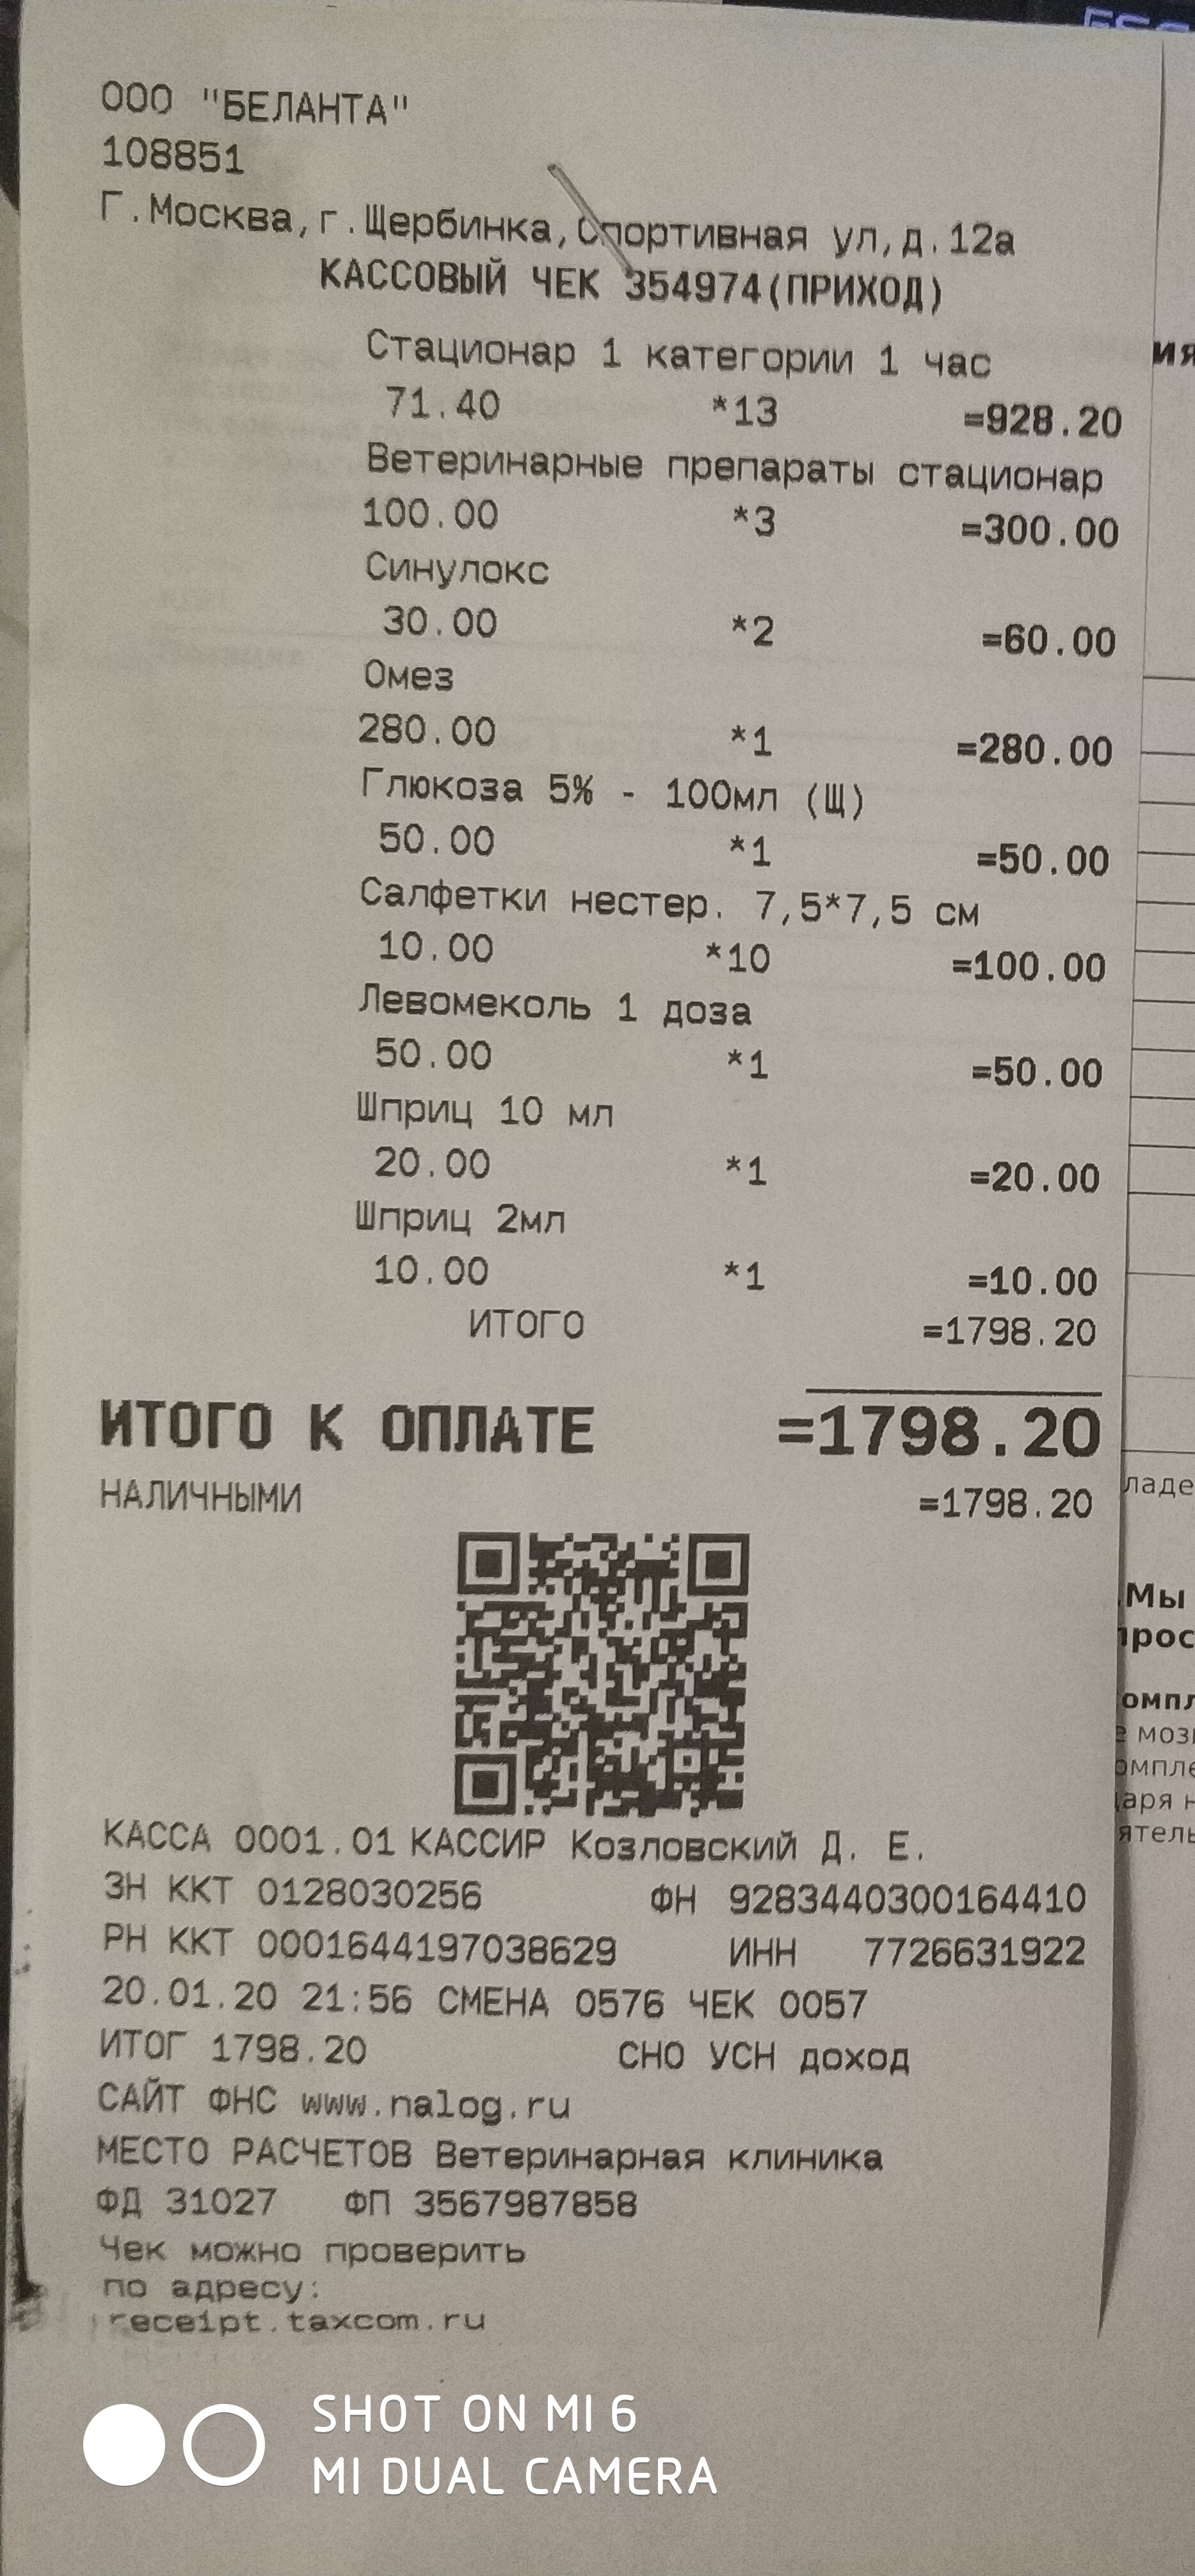 ООО "БЕЛАНТА"
108851
Г.Москва,г.Щербинка,Спортивная ул,д.12а
КАССОВЫЙ ЧЕК 354974(ПРИХОД)
Стационар 1 категории 1 час
71.40 *13 =928.20
Ветеринарные препараты стационар
100.00 *3 =300.00
Синулокс
30.00 *2 =60.00
Омез
280.00 *1 =280.00
Глюкоза 5% - 100мл (Щ)
50.00 *1 =50.00
Салфетки нестер. 7,5*7,5 см
10.00 *10 =100.00
Левомеколь 1 доза
50.00 *1 =50.00
Шприц 10 мл
20.00 *1 =20.00
Шприц 2мл
10.00 *1 =10.00
ИТОГО =1798.20
ИТОГО К ОПЛАТЕ =1798.20
НАЛИЧНЫМИ =1798.20
КАССА 0001.01 КАССИР Козловский Д. Е.
ЗН ККТ 0128030256 ФН 9283440300164410
РН ККТ 0001644197038629 ИНН 7726631922
20.01.20 21:56 СМЕНА 0576 ЧЕК 0057
ИТОГ 1798.20 СНО УСН доход
САЙТ ФНС www.nalog.ru
МЕСТО РАСЧЕТОВ Ветеринарная клиника
ФД 31027 ФП 3567987858
Чек можно проверить
по адресу:
receipt.taxcom.ru
Мы
SHOT ON MI 6
MI DUAL CAMERA